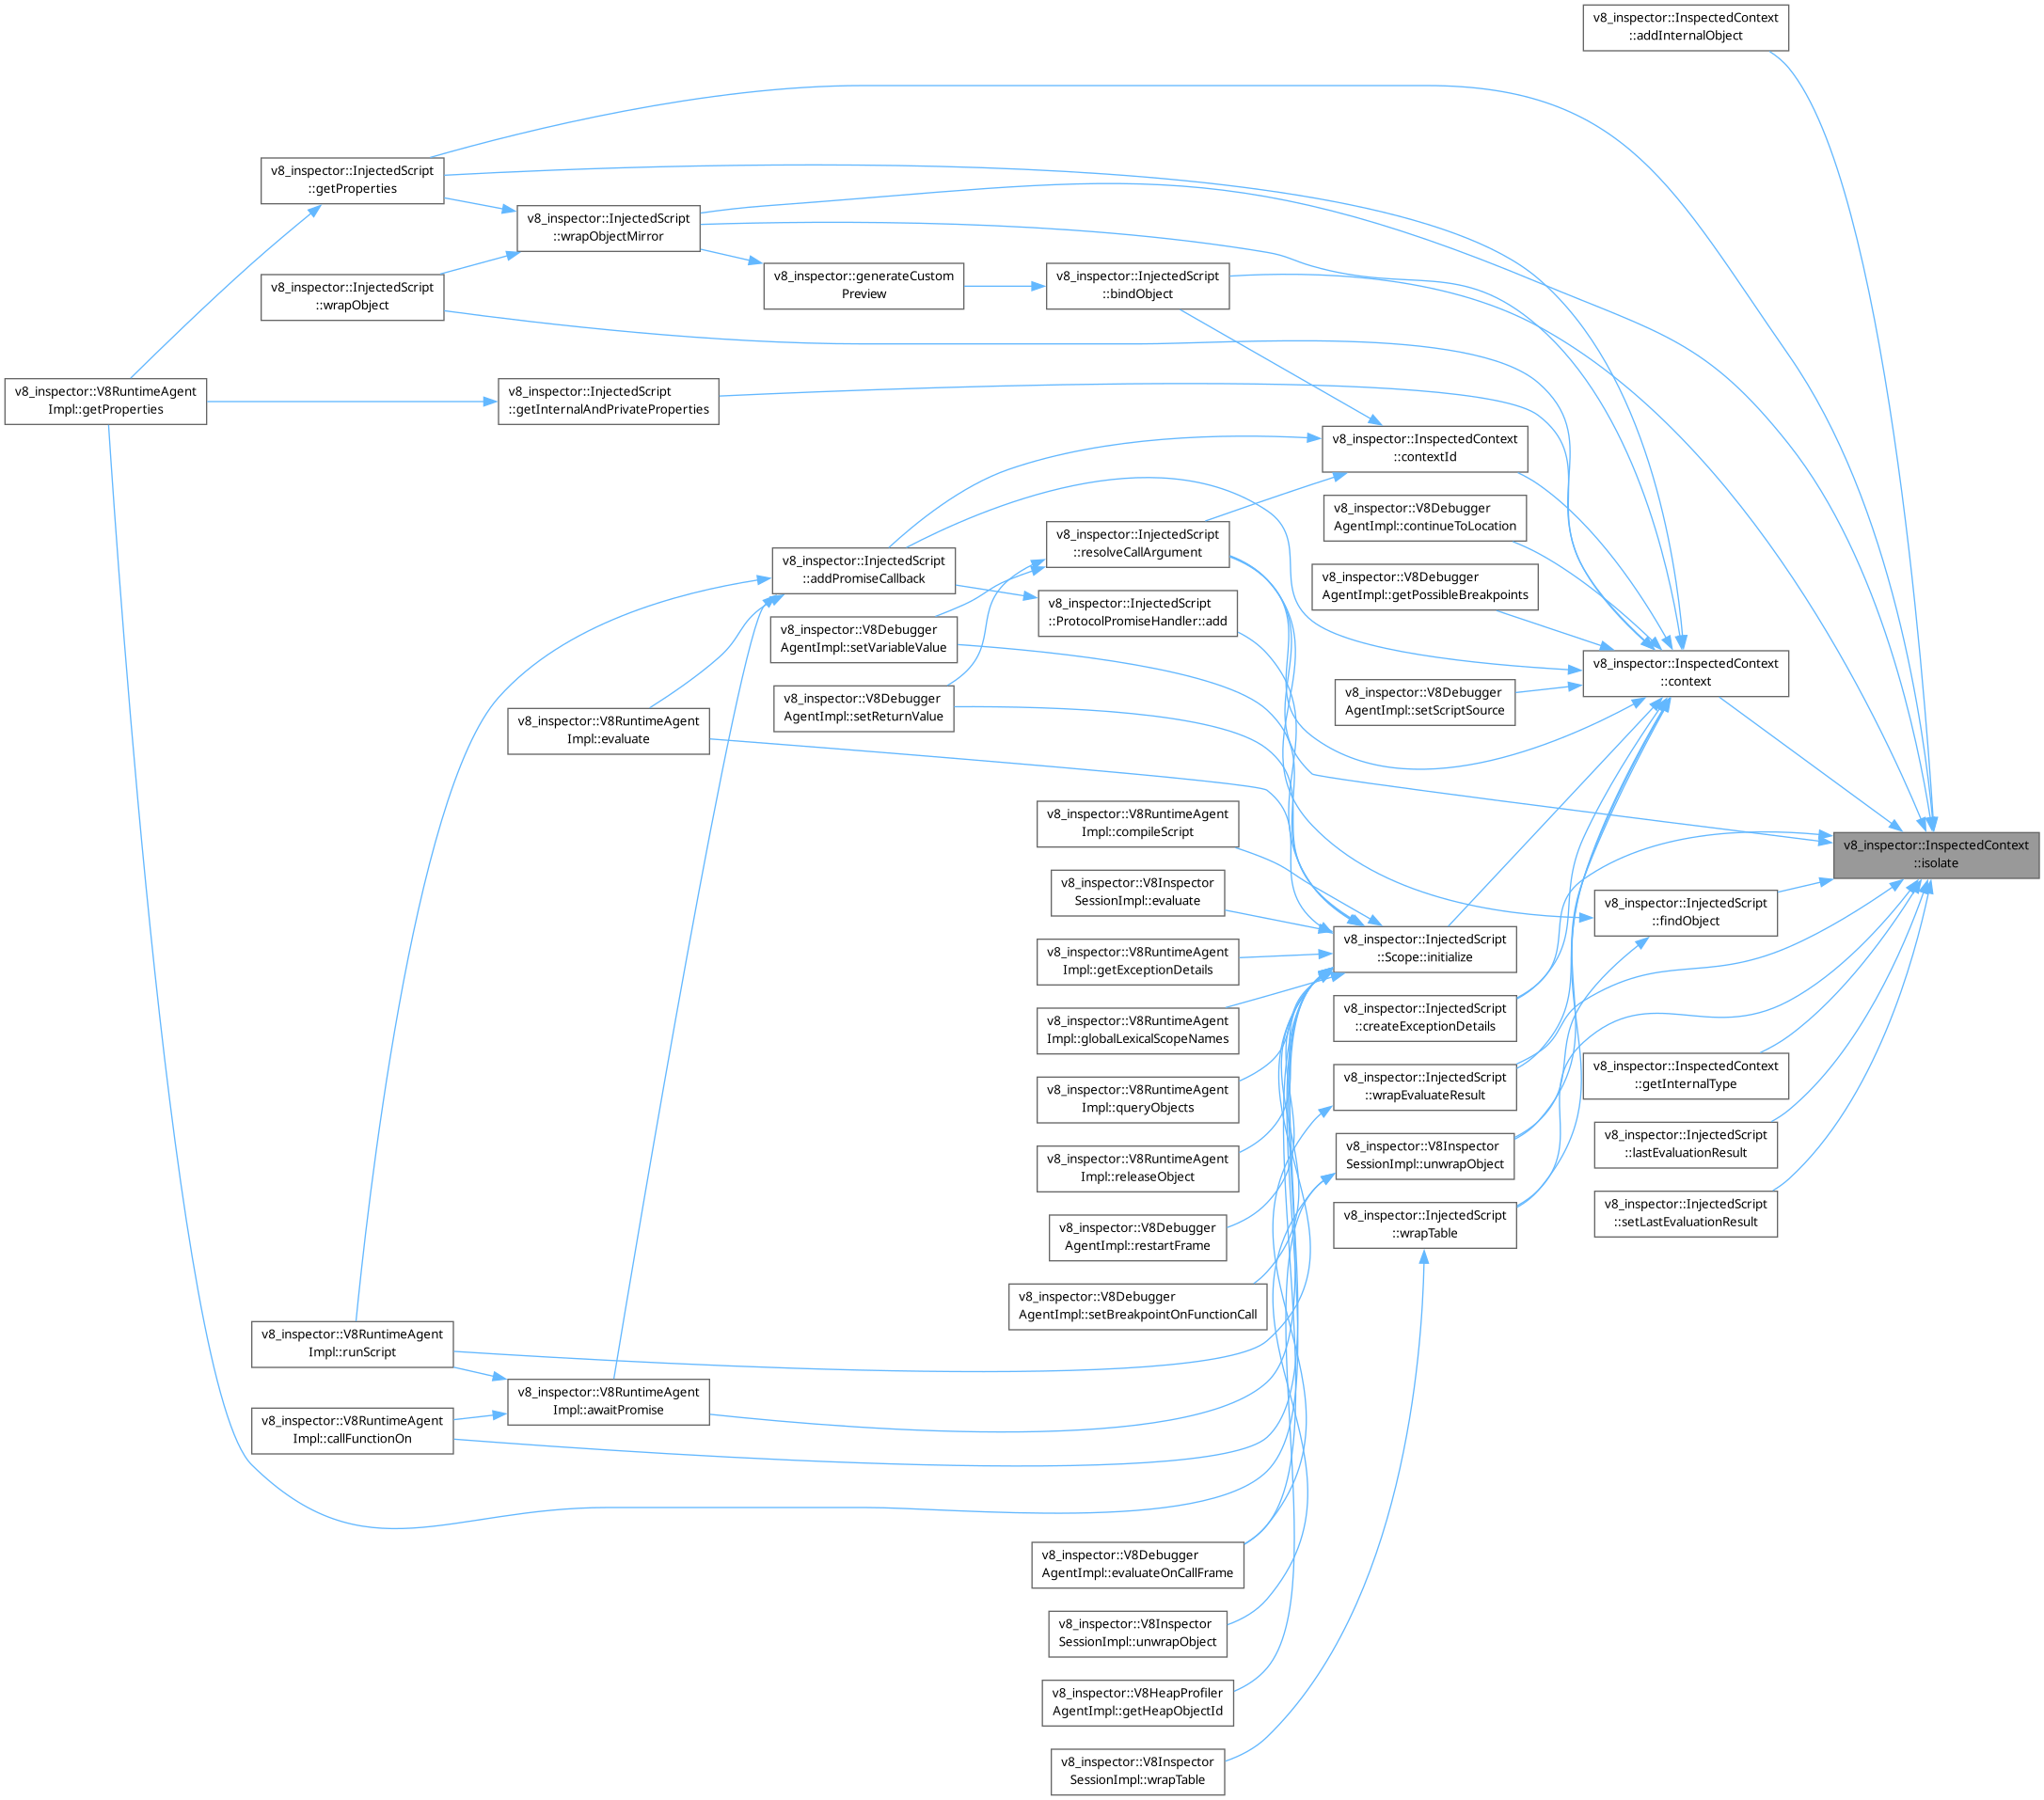 v8_inspector::InspectedContext
::addInternalObject
v8_inspector::InjectedScript
::getProperties
v8_inspector::InjectedScript
::wrapObjectMirror
v8_inspector::generateCustom
Preview
v8_inspector::InjectedScript
::bindObject
v8_inspector::InjectedScript
::wrapObject
v8_inspector::V8RuntimeAgent
Impl::getProperties
v8_inspector::InjectedScript
::getInternalAndPrivateProperties
v8_inspector::InspectedContext
::contextId
v8_inspector::V8Debugger
AgentImpl::continueToLocation
v8_inspector::InjectedScript
::resolveCallArgument
v8_inspector::InjectedScript
::addPromiseCallback
v8_inspector::V8Debugger
AgentImpl::getPossibleBreakpoints
v8_inspector::InjectedScript
::ProtocolPromiseHandler::add
v8_inspector::V8Debugger
AgentImpl::setVariableValue
v8_inspector::InspectedContext
::context
v8_inspector::V8Debugger
AgentImpl::setScriptSource
v8_inspector::V8Debugger
AgentImpl::setReturnValue
v8_inspector::V8RuntimeAgent
Impl::evaluate
v8_inspector::V8RuntimeAgent
Impl::compileScript
v8_inspector::InspectedContext
::isolate
v8_inspector::V8Inspector
SessionImpl::evaluate
v8_inspector::InjectedScript
::findObject
v8_inspector::InjectedScript
::Scope::initialize
v8_inspector::V8RuntimeAgent
Impl::getExceptionDetails
v8_inspector::InjectedScript
::createExceptionDetails
v8_inspector::V8RuntimeAgent
Impl::globalLexicalScopeNames
v8_inspector::InspectedContext
::getInternalType
v8_inspector::InjectedScript
::wrapEvaluateResult
v8_inspector::V8RuntimeAgent
Impl::queryObjects
v8_inspector::InjectedScript
::lastEvaluationResult
v8_inspector::V8Inspector
SessionImpl::unwrapObject
v8_inspector::V8RuntimeAgent
Impl::releaseObject
v8_inspector::InjectedScript
::setLastEvaluationResult
v8_inspector::InjectedScript
::wrapTable
v8_inspector::V8Debugger
AgentImpl::restartFrame
v8_inspector::V8Debugger
AgentImpl::setBreakpointOnFunctionCall
v8_inspector::V8RuntimeAgent
Impl::runScript
v8_inspector::V8RuntimeAgent
Impl::awaitPromise
v8_inspector::V8RuntimeAgent
Impl::callFunctionOn
v8_inspector::V8Debugger
AgentImpl::evaluateOnCallFrame
v8_inspector::V8Inspector
SessionImpl::unwrapObject
v8_inspector::V8HeapProfiler
AgentImpl::getHeapObjectId
v8_inspector::V8Inspector
SessionImpl::wrapTable